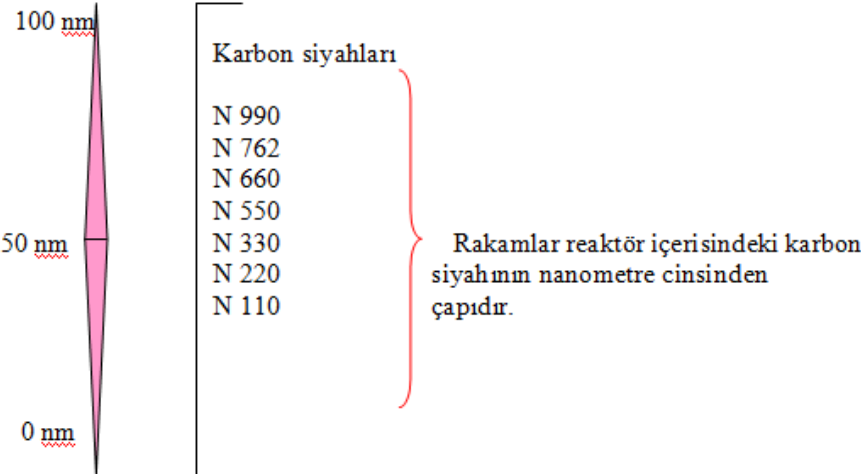 100 nm
Karbon siyahları
N 990
N 762
N 660
N 550
50 nm
N 330
N 220
N 110
Rakamlar reaktör içerisindeki karbon
siyahının nanometre cinsinden
çapıdır.
0 nm